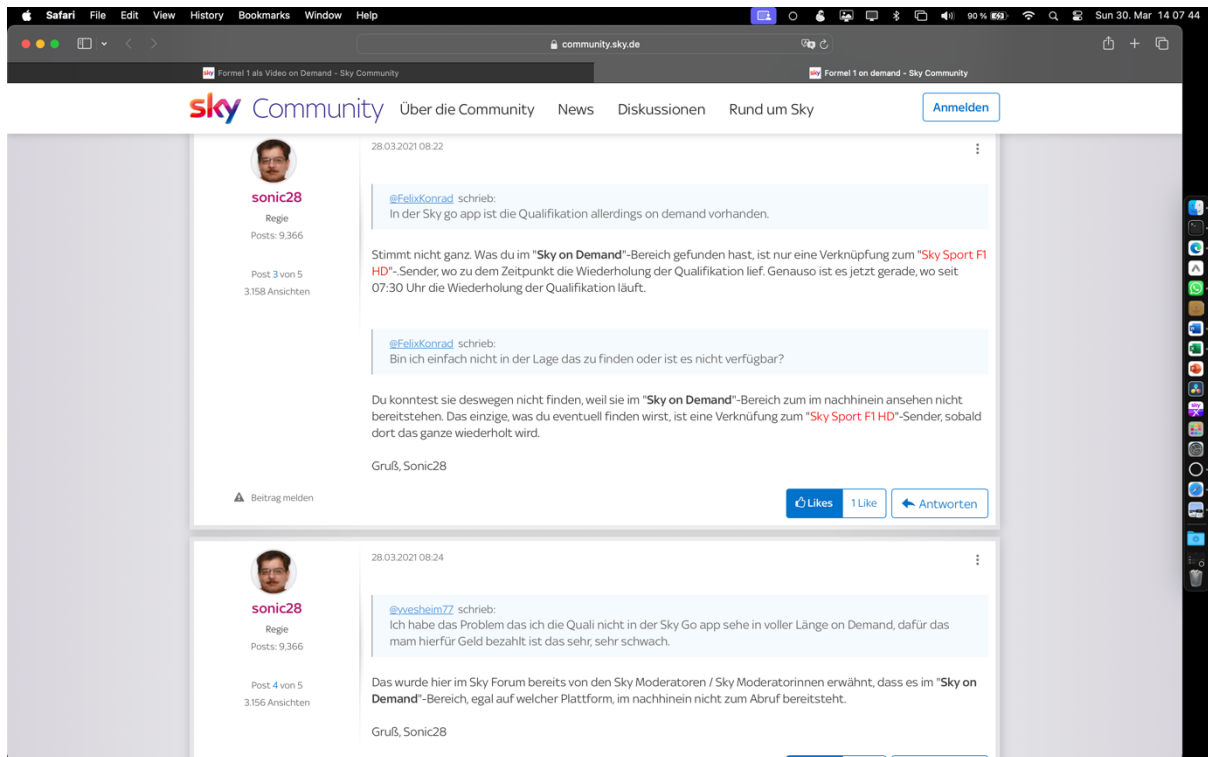 Safari File Edit View History Bookmarks Window Help
90 % Sun 30. Mar 14 07 44
community.sky.de
sky Formel 1 als Video on Demand - Sky Community
sky Formel 1 on demand - Sky Community
sky Community Über die Community News Diskussionen Rund um Sky Anmelden
28.03.2021 08:22
sonic28
Regie
Posts: 9,366
Post 3 von 5
3.158 Ansichten
@FelixKonrad schrieb:
In der Sky go app ist die Qualifikation allerdings on demand vorhanden.
Stimmt nicht ganz. Was du im "Sky on Demand"-Bereich gefunden hast, ist nur eine Verknüpfung zum "Sky Sport F1
HD"-.Sender, wo zu dem Zeitpunkt die Wiederholung der Qualifikation lief. Genauso ist es jetzt gerade, wo seit
07:30 Uhr die Wiederholung der Qualifikation läuft.
@FelixKonrad schrieb:
Bin ich einfach nicht in der Lage das zu finden oder ist es nicht verfügbar?
Du konntest sie deswegen nicht finden, weil sie im "Sky on Demand"-Bereich zum im nachhinein ansehen nicht
bereitstehen. Das einzige, was du eventuell finden wirst, ist eine Verknüfung zum "Sky Sport F1 HD"-Sender, sobald
dort das ganze wiederholt wird.
Gruß, Sonic28
Beitrag melden
Likes 1 Like Antworten
28.03.2021 08:24
sonic28
Regie
Posts: 9,366
Post 4 von 5
3.156 Ansichten
@yvesheim77 schrieb:
Ich habe das Problem das ich die Quali nicht in der Sky Go app sehe in voller Länge on Demand, dafür das
mam hierfür Geld bezahlt ist das sehr, sehr schwach.
Das wurde hier im Sky Forum bereits von den Sky Moderatoren / Sky Moderatorinnen erwähnt, dass es im "Sky on
Demand"-Bereich, egal auf welcher Plattform, im nachhinein nicht zum Abruf bereitsteht.
Gruß, Sonic28